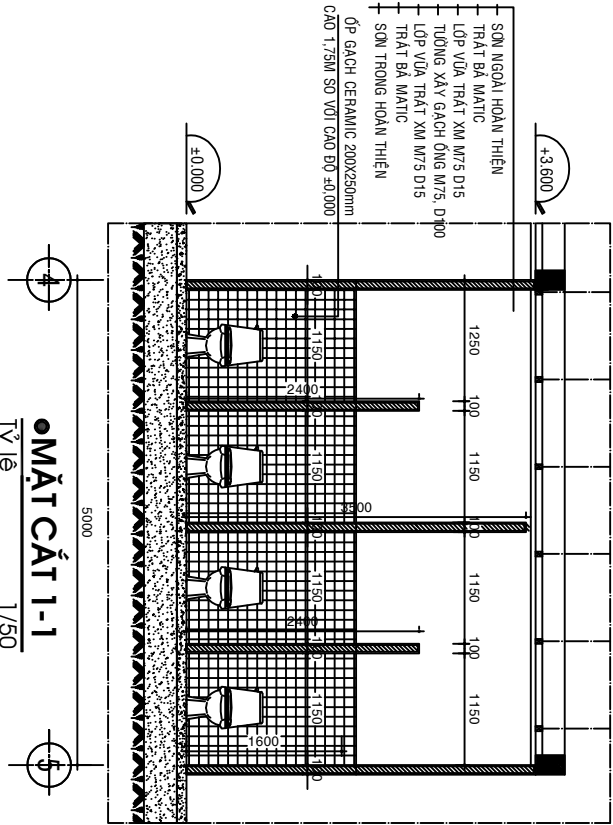 SƠN NGOÀI HOÀN THIỆN
TRÁT BẢ MATIC
LỚP VỮA TRÁT XM M75 D15
TƯỜNG XÂY GẠCH ỐNG M75, D100
LỚP VỮA TRÁT XM M75 D15
TRÁT BẢ MATIC
SƠN TRONG HOÀN THIỆN
ỐP GẠCH CERAMIC 200X250mm
CAO 1,75M SO VỚI CAO ĐỘ ±0,000
+3.600
±0.000
1250
100
1150
100
1150
100
1150
100
1150
100
1150
100
1150
100
1150
100
2400
3500
2400
1600
5000
4
5
MẶT CẮT 1-1
Tỷ lệ 1/50